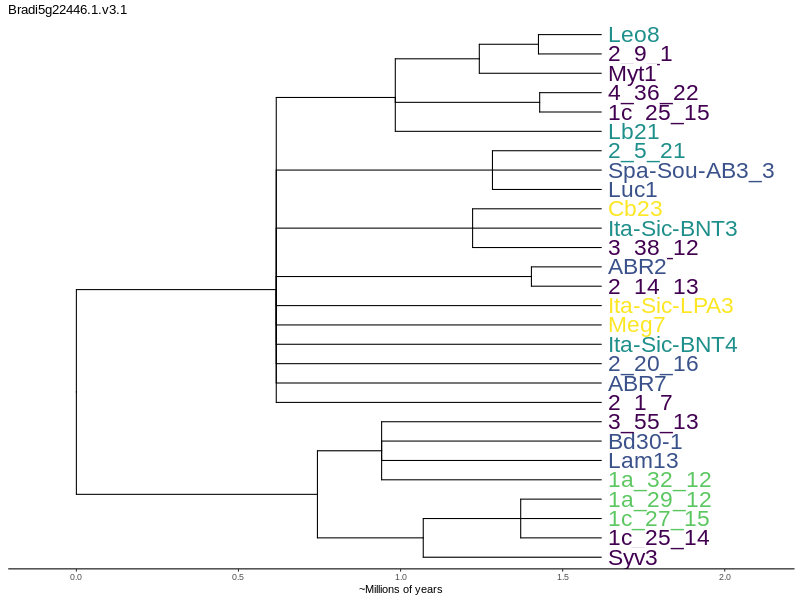 Bradi5g22446.1.v3.1
Leo8
2_9_1
Myt1
4_36_22
1c_25_15
Lb21
2_5_21
Spa-Sou-AB3_3
Luc1
Cb23
Ita-Sic-BNT3
3_38_12
ABR2
2_14_13
Ita-Sic-LPA3
Meg7
Ita-Sic-BNT4
2_20_16
ABR7
2_1_7
3_55_13
Bd30-1
Lam13
1a_32_12
1a_29_12
1c_27_15
1c_25_14
Syv3
0.0 0.5 1.0 1.5 2.0
~Millions of years